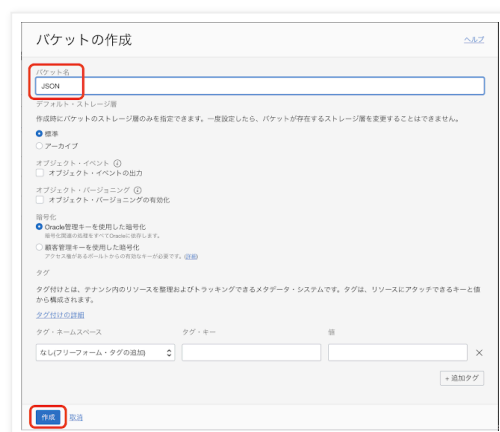 バケットの作成
ヘルプ
バケット名
JSON
デフォルト・ストレージ層
作成時にバケットのストレージ層のみを指定できます。一度設定したら、バケットが存在するストレージ層を変更することはできません。
標準
アーカイブ
オブジェクト・イベント
オブジェクト・イベントの出力
オブジェクト・バージョニング
オブジェクト・バージョニングの有効化
暗号化
Oracle管理キーを使用した暗号化
暗号化関連の処理をすべてOracleに依存します。
顧客管理キーを使用した暗号化
アクセス権があるボールトからの有効なキーが必要です。(詳細)
タグ
タグ付けとは、テナンシ内のリソースを整理およびトラッキングできるメタデータ・システムです。タグは、リソースにアタッチできるキーと値
から構成されます。
タグ付けの詳細
タグ・ネームスペース タグ・キー 値
なし(フリーフォーム・タグの追加)
+ 追加タグ
作成 取消